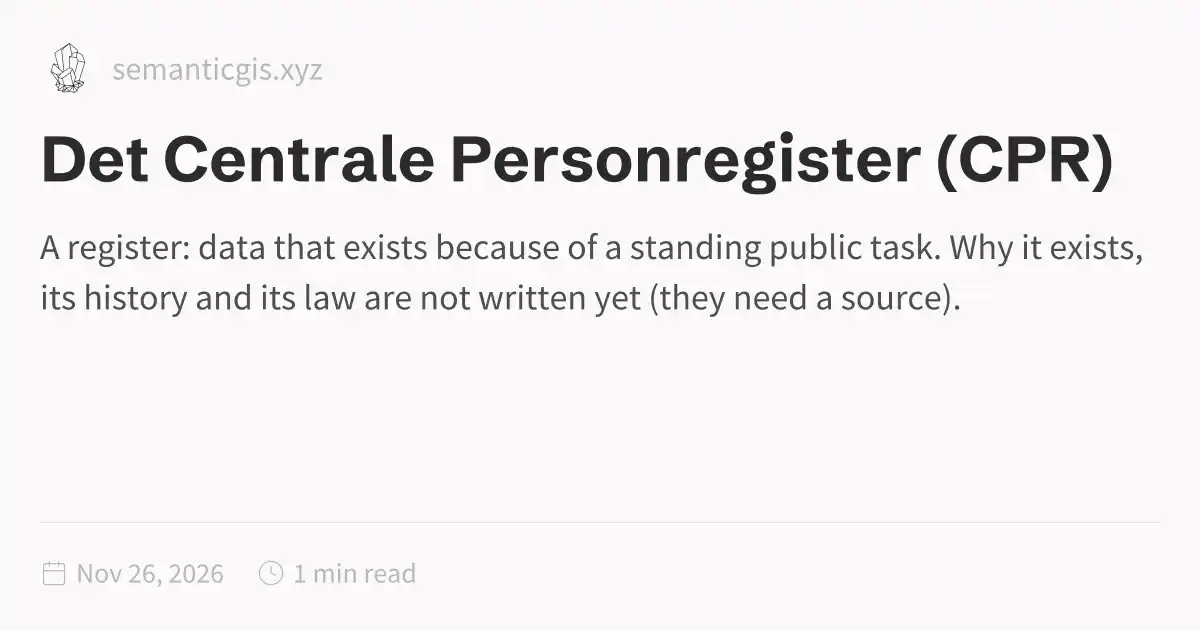 semanticgis.xyz
Det Centrale Personregister (CPR)
A register: data that exists because of a standing public task. Why it exists,
its history and its law are not written yet (they need a source).
Nov 26, 2026 1 min read